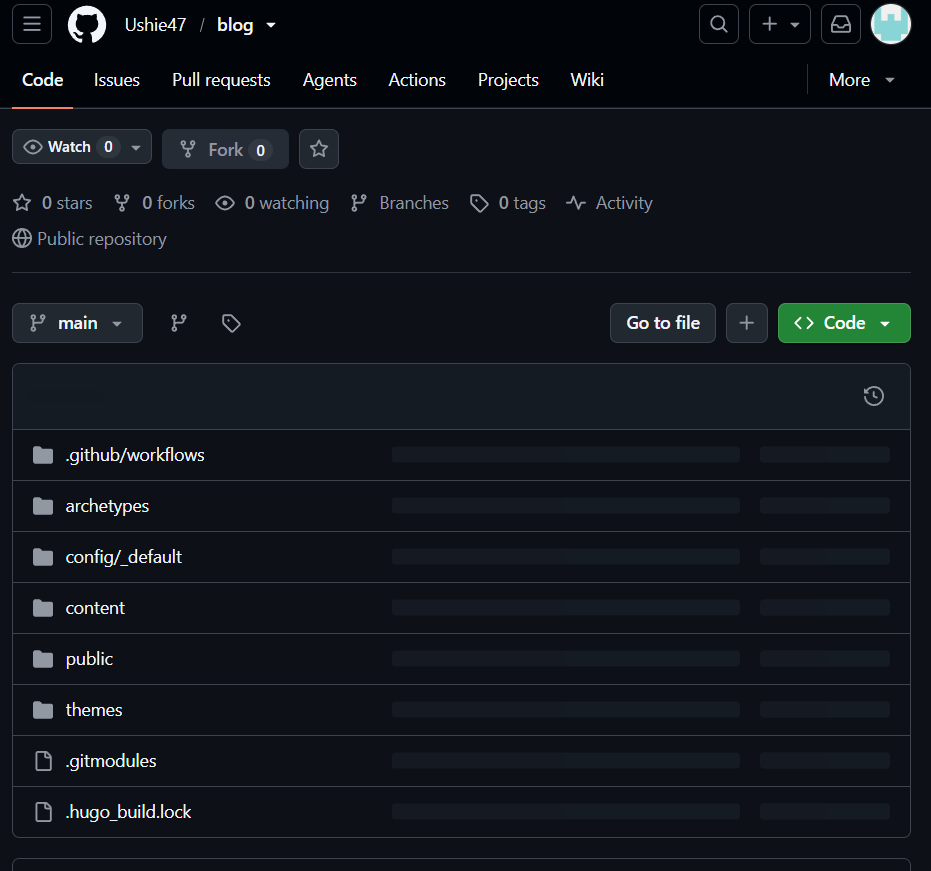 Ushie47 / blog
Code Issues Pull requests Agents Actions Projects Wiki More
Watch 0 Fork 0
0 stars 0 forks 0 watching Branches 0 tags Activity
Public repository
main Go to file Code
.github/workflows
archetypes
config/_default
content
public
themes
.gitmodules
.hugo_build.lock